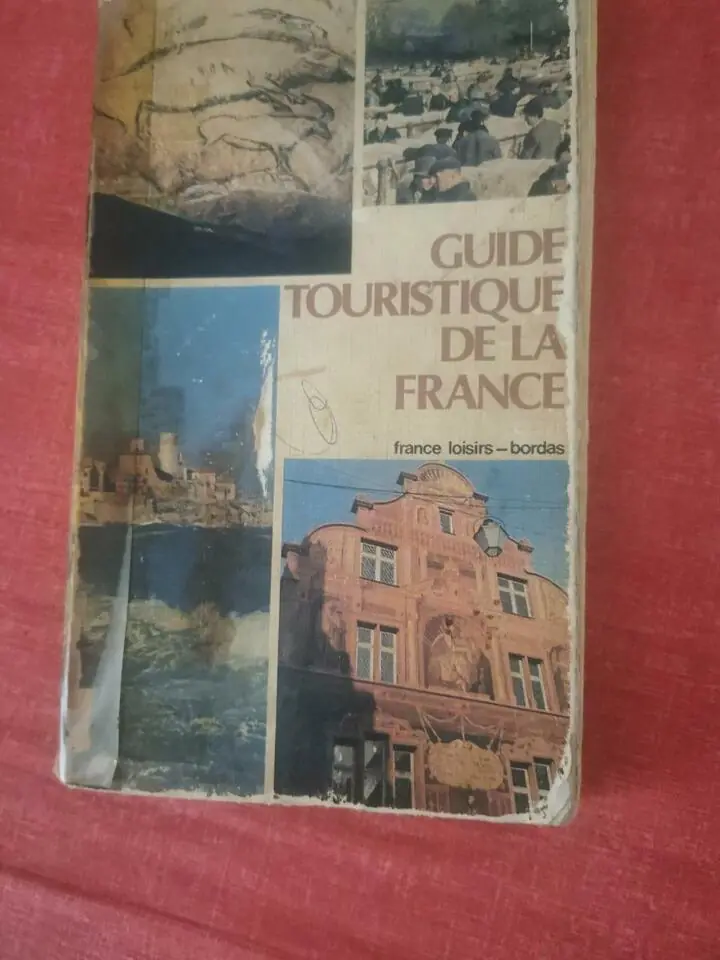 GUIDE
TOURISTIQUE
DE LA
FRANCE
france loisirs – bordas